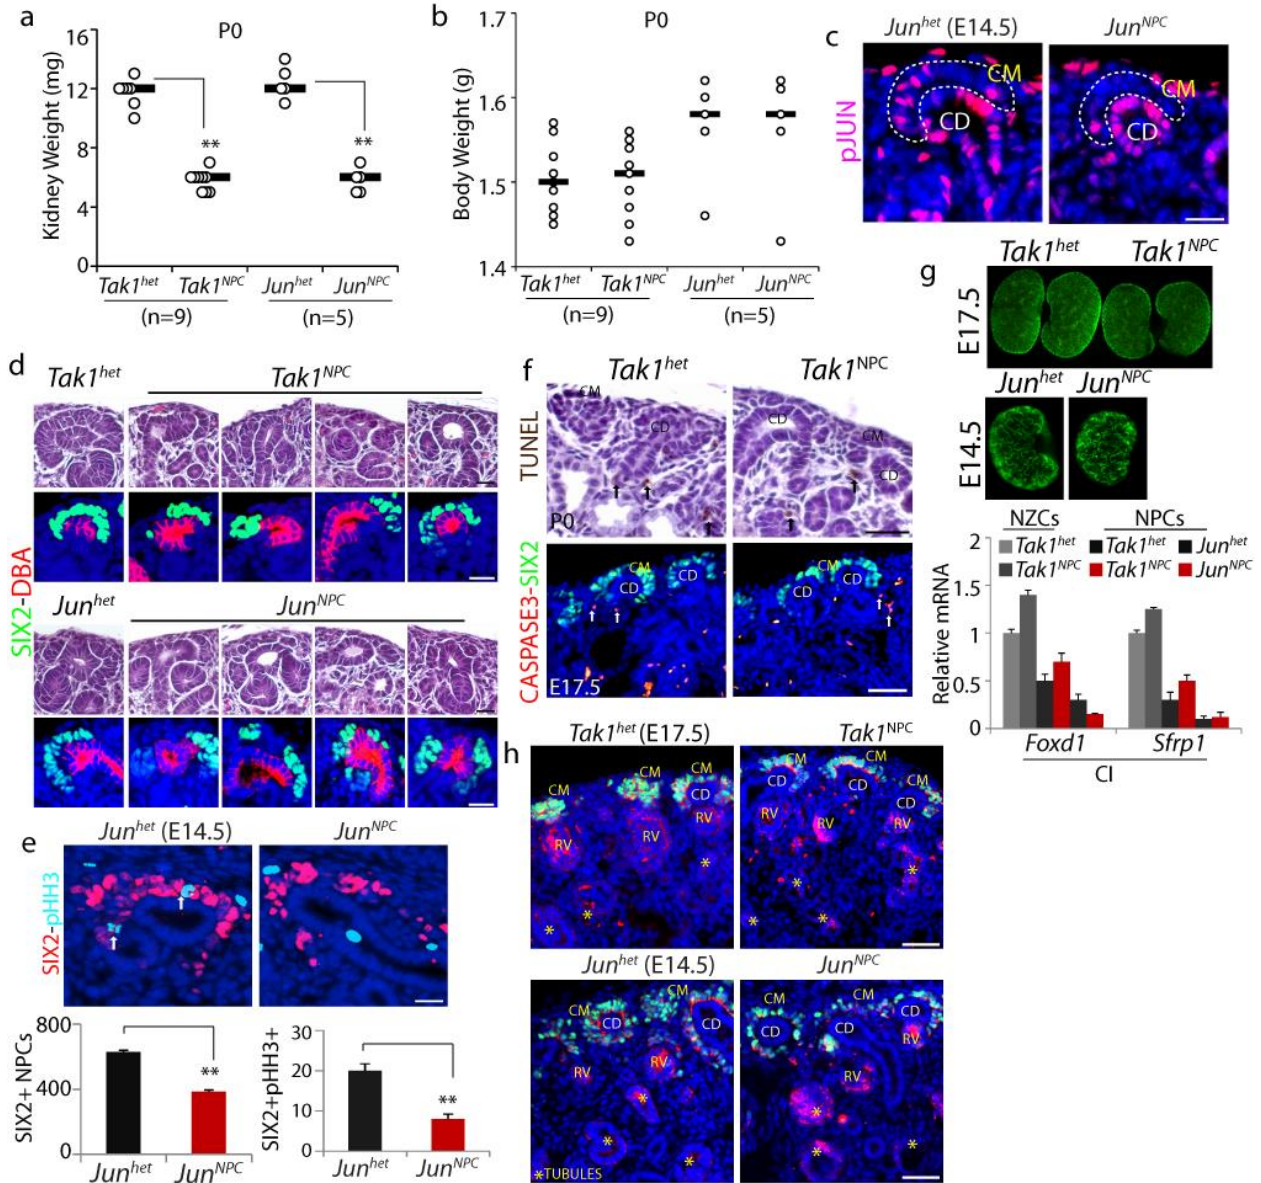 a
P0
Kidney Weight (mg)
16
12
8
4
0
**
**
Tak1het
Tak1NPC
Junhet
JunNPC
(n=9)
(n=5)
b
P0
Body Weight (g)
1.7
1.6
1.5
1.4
Tak1het
Tak1NPC
Junhet
JunNPC
(n=9)
(n=5)
c
Junhet (E14.5)
JunNPC
pJUN
CM
CD
CM
CD
d
Tak1het
Tak1NPC
SIX2-DBA
Junhet
JunNPC
e
Junhet (E14.5)
JunNPC
SIX2-pHH3
SIX2+ NPCs
800
400
0
**
Junhet
JunNPC
SIX2+pHH3+
30
20
10
0
**
Junhet
JunNPC
f
Tak1het
Tak1NPC
TUNEL
CM
CD
P0
CD
CM
CD
CASPASE3-SIX2
CM
CD
CD
E17.5
CM
CD
CD
g
Tak1het
Tak1NPC
E17.5
Junhet
JunNPC
E14.5
NZCs
NPCs
Tak1het
Tak1het
Junhet
Tak1NPC
Tak1NPC
JunNPC
Relative mRNA
2
1.5
1
0.5
0
Foxd1
Sfrp1
CI
h
Tak1het (E17.5)
Tak1NPC
CM
CM
CM
CD
RV
RV
RV
*
*
*
CM
CM
CD
CD
CD
RV
RV
RV
*
*
*
*
Junhet (E14.5)
JunNPC
CM
CM
CD
CD
RV
RV
*
*
*
*TUBULES
CM
CM
CD
CD
CD
RV
RV
*
*
*